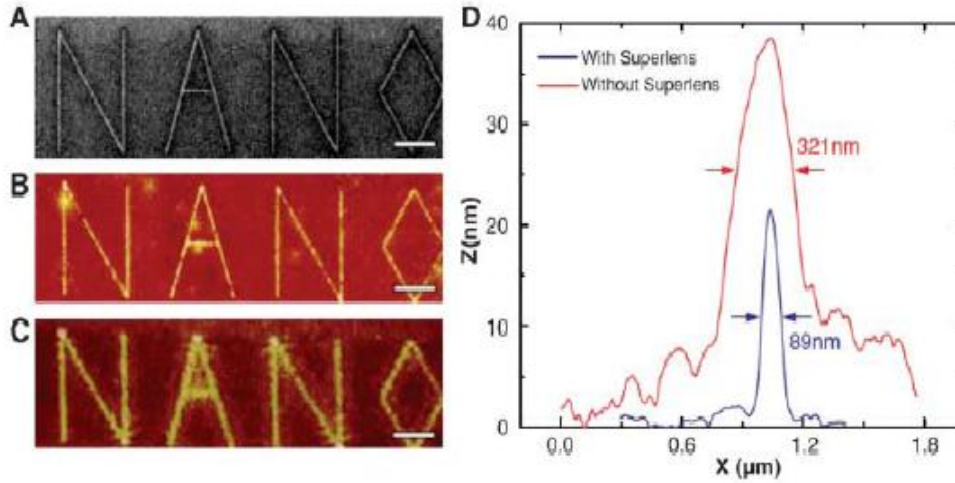 A
NANO
B
NANO
C
NANO
D
With Superlens
Without Superlens
40
30
20
10
0
Z(nm)
321nm
89nm
0.0 0.6 1.2 1.8
X (µm)